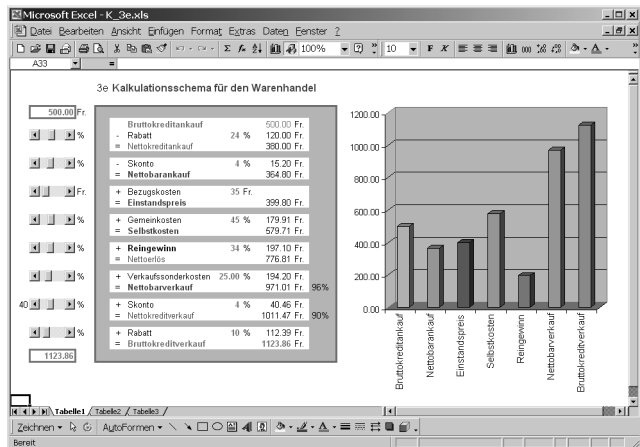 Microsoft Excel - K_3e.xls
Datei Bearbeiten Ansicht Einfügen Format Extras Daten Fenster ?
100% 10 F K
A33 =
3e Kalkulationsschema für den Warenhandel
500.00 Fr.
Bruttokreditankauf 500.00 Fr.
% - Rabatt 24 % 120.00 Fr.
= Nettokreditankauf 380.00 Fr.
% - Skonto 4 % 15.20 Fr.
= Nettobarankauf 364.80 Fr.
Fr. + Bezugskosten 35 Fr.
= Einstandspreis 399.80 Fr.
% + Gemeinkosten 45 % 179.91 Fr.
= Selbstkosten 579.71 Fr.
% + Reingewinn 34 % 197.10 Fr.
= Nettoerlös 776.81 Fr.
% + Verkaufssonderkosten 25.00 % 194.20 Fr.
= Nettobarverkauf 971.01 Fr. 96%
40 % + Skonto 4 % 40.46 Fr.
= Nettokreditverkauf 1011.47 Fr. 90%
% + Rabatt 10 % 112.39 Fr.
= Bruttokreditverkauf 1123.86 Fr.
1123.86
1200.00
1000.00
800.00
600.00
400.00
200.00
0.00
Bruttokreditankauf
Nettobarankauf
Einstandspreis
Selbstkosten
Reingewinn
Nettobarverkauf
Bruttokreditverkauf
Tabelle1 Tabelle2 Tabelle3
Zeichnen AutoFormen
Bereit